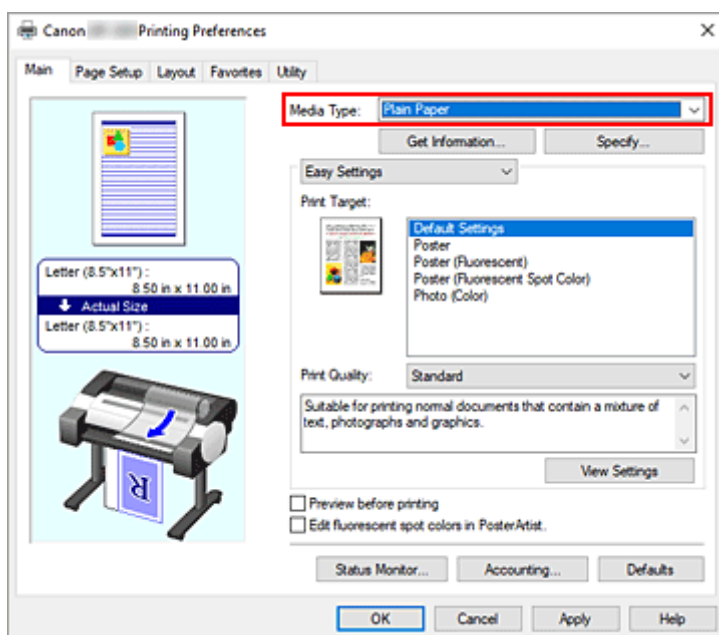 Canon Printing Preferences
Main Page Setup Layout Favorites Utility
Media Type: Plain Paper
Get Information... Specify...
Easy Settings
Print Target:
Default Settings
Poster
Poster (Fluorescent)
Poster (Fluorescent Spot Color)
Photo (Color)
Letter (8.5"x11") :
8.50 in x 11.00 in
Actual Size
Letter (8.5"x11") :
8.50 in x 11.00 in
Print Quality: Standard
Suitable for printing normal documents that contain a mixture of
text, photographs and graphics.
View Settings
R
Preview before printing
Edit fluorescent spot colors in PosterArtist.
Status Monitor... Accounting... Defaults
OK Cancel Apply Help